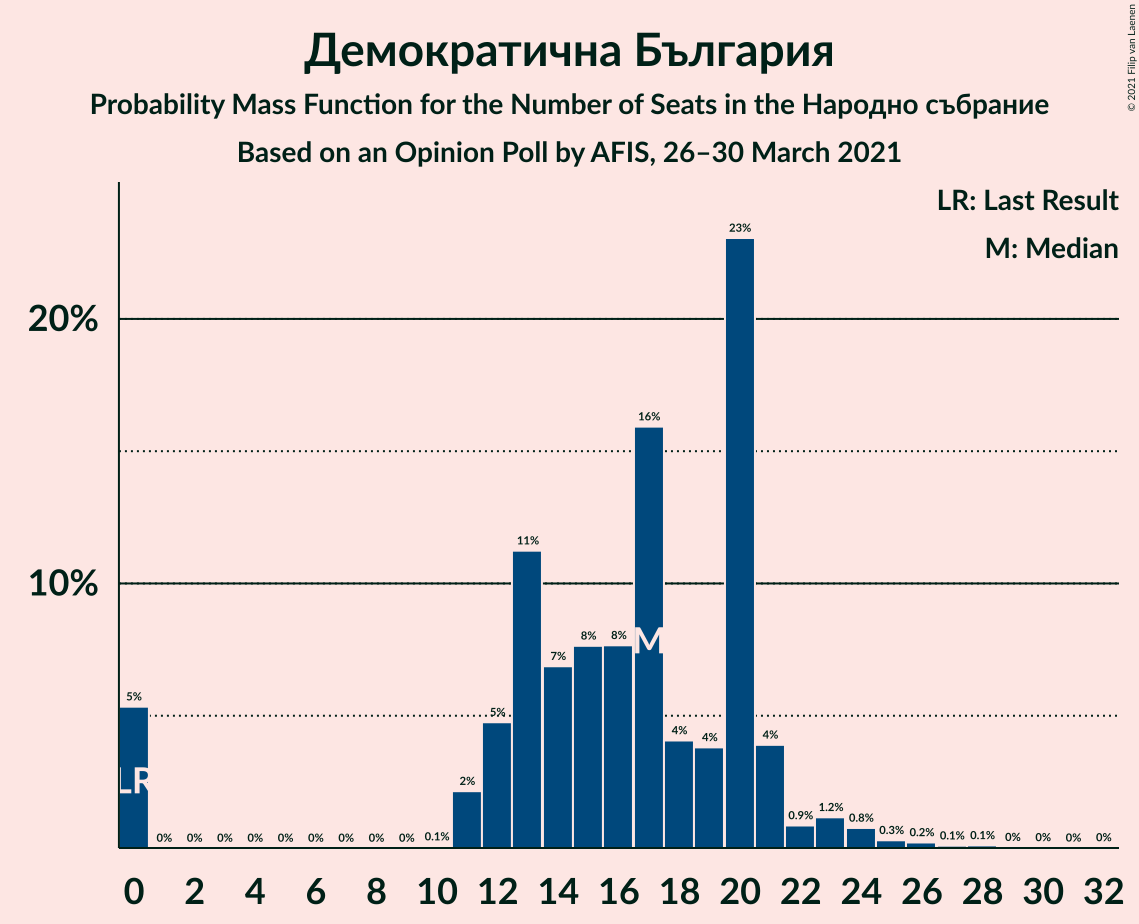 Демократична България
Probability Mass Function for the Number of Seats in the Народно събрание
Based on an Opinion Poll by AFIS, 26–30 March 2021
© 2021 Filip van Laenen
LR: Last Result
M: Median
20%
10%
5% 0% 0% 0% 0% 0% 0% 0% 0% 0% 0.1% 2% 5% 11% 7% 8% 8% 16% 4% 4% 23% 4% 0.9% 1.2% 0.8% 0.3% 0.2% 0.1% 0.1% 0% 0% 0% 0%
LR
M
0 2 4 6 8 10 12 14 16 18 20 22 24 26 28 30 32